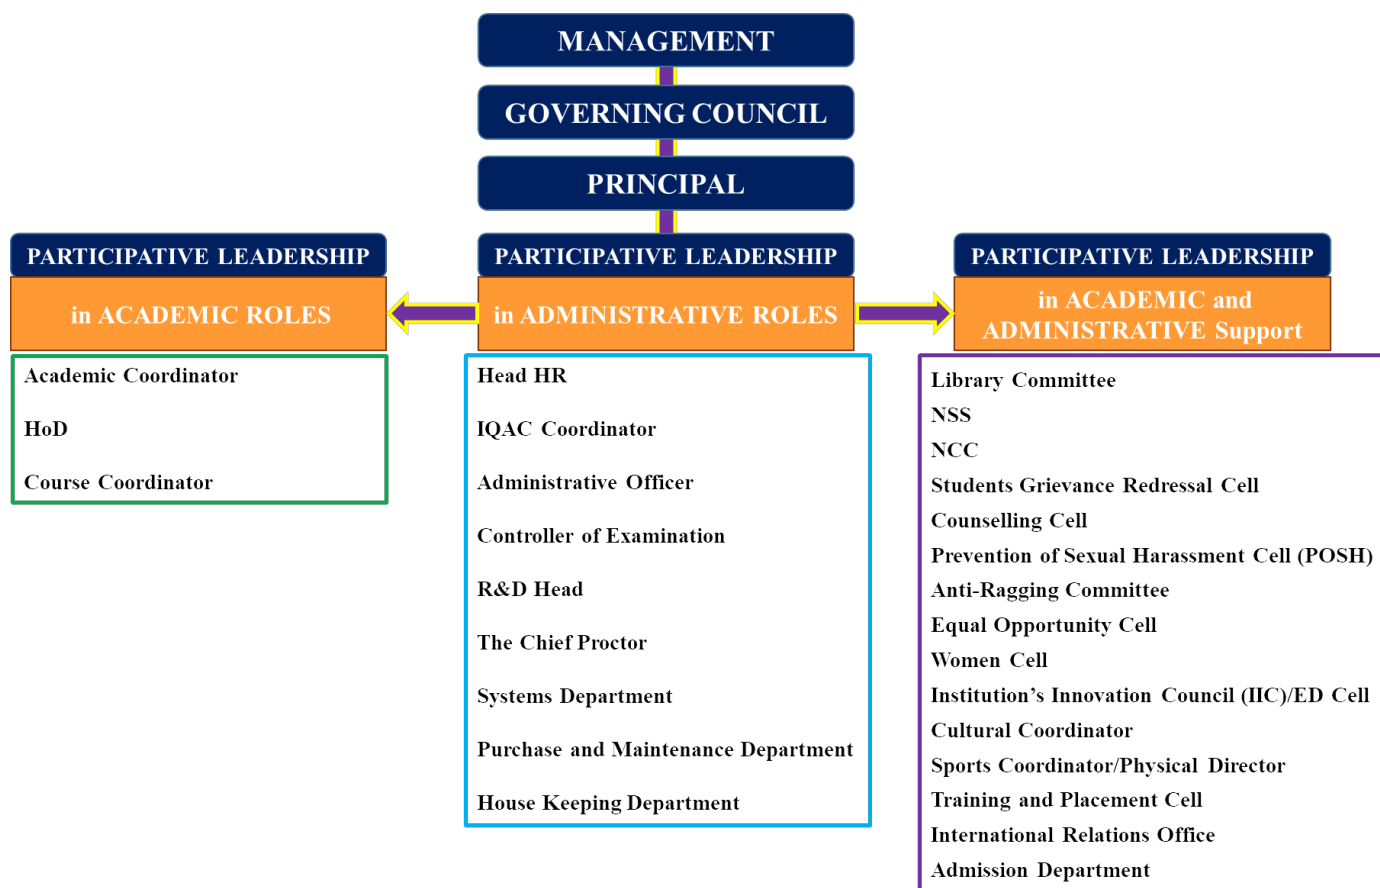 MANAGEMENT
GOVERNING COUNCIL
PRINCIPAL
PARTICIPATIVE LEADERSHIP
in ACADEMIC ROLES
Academic Coordinator
HoD
Course Coordinator
PARTICIPATIVE LEADERSHIP
in ADMINISTRATIVE ROLES
Head HR
IQAC Coordinator
Administrative Officer
Controller of Examination
R&D Head
The Chief Proctor
Systems Department
Purchase and Maintenance Department
House Keeping Department
PARTICIPATIVE LEADERSHIP
in ACADEMIC and
ADMINISTRATIVE Support
Library Committee
NSS
NCC
Students Grievance Redressal Cell
Counselling Cell
Prevention of Sexual Harassment Cell (POSH)
Anti-Ragging Committee
Equal Opportunity Cell
Women Cell
Institution’s Innovation Council (IIC)/ED Cell
Cultural Coordinator
Sports Coordinator/Physical Director
Training and Placement Cell
International Relations Office
Admission Department